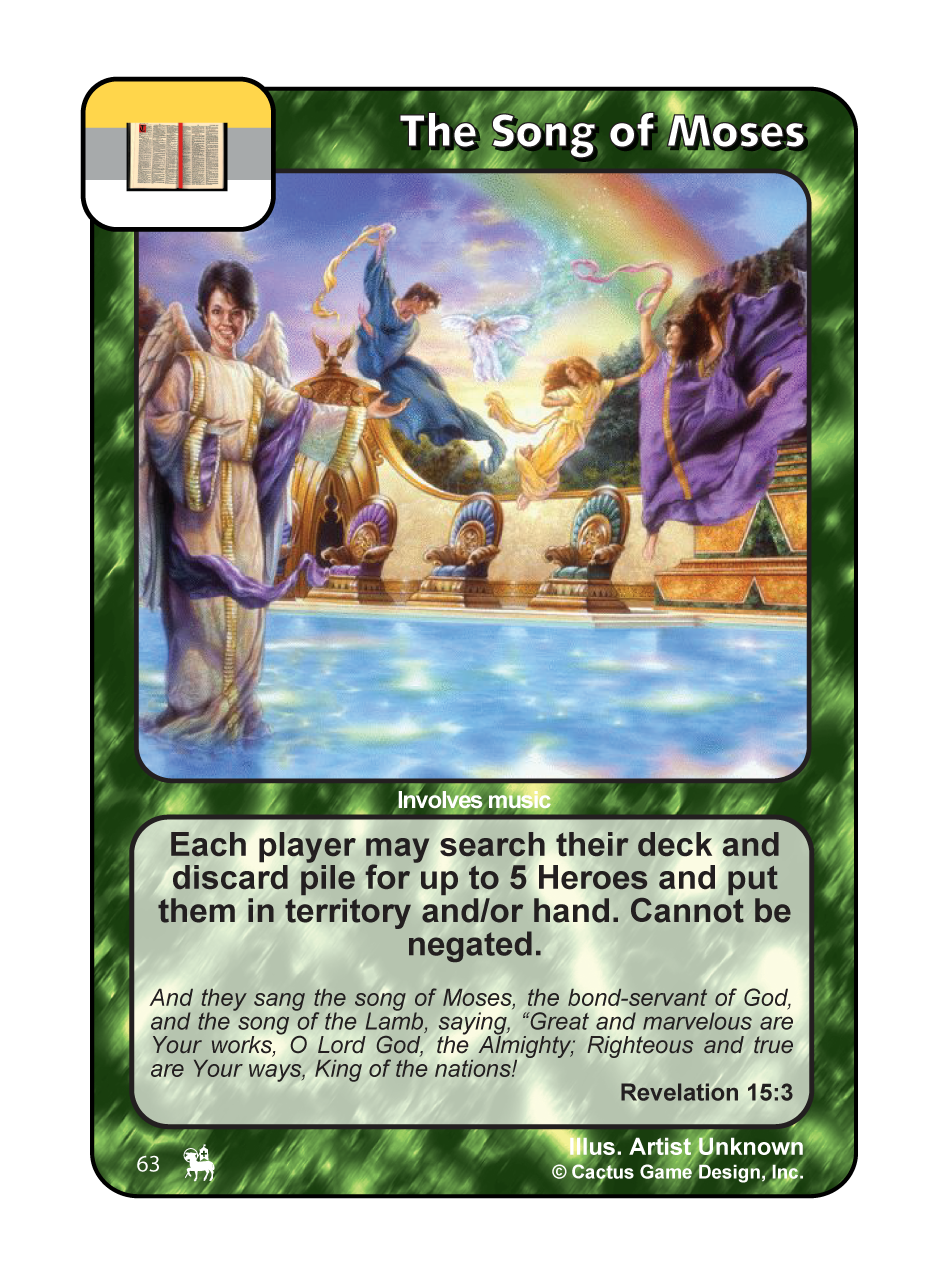 The Song of Moses
Involves music
Each player may search their deck and
discard pile for up to 5 Heroes and put
them in territory and/or hand. Cannot be
negated.
And they sang the song of Moses, the bond-servant of God,
and the song of the Lamb, saying, “Great and marvelous are
Your works, O Lord God, the Almighty; Righteous and true
are Your ways, King of the nations!
Revelation 15:3
Illus. Artist Unknown
63
© Cactus Game Design, Inc.